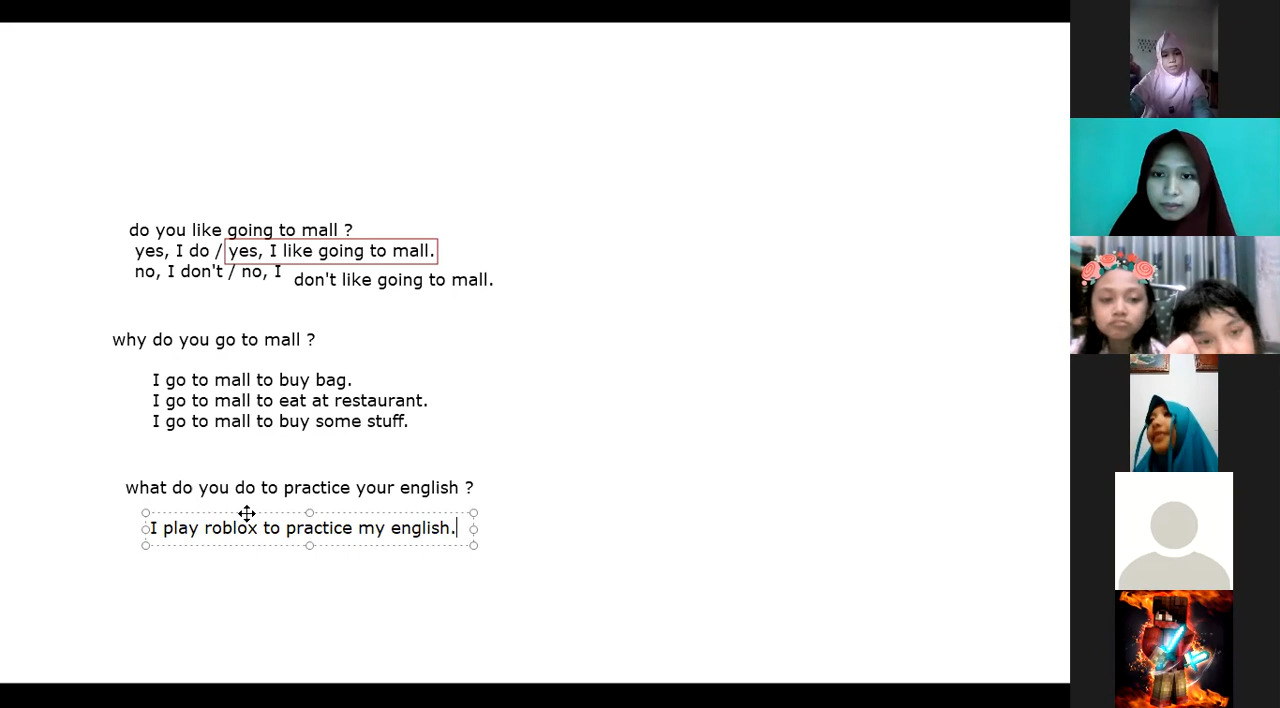 do you like going to mall ?
yes, I do / yes, I like going to mall.
no, I don't / no, I don't like going to mall.
why do you go to mall ?
I go to mall to buy bag.
I go to mall to eat at restaurant.
I go to mall to buy some stuff.
what do you do to practice your english ?
I play roblox to practice my english.